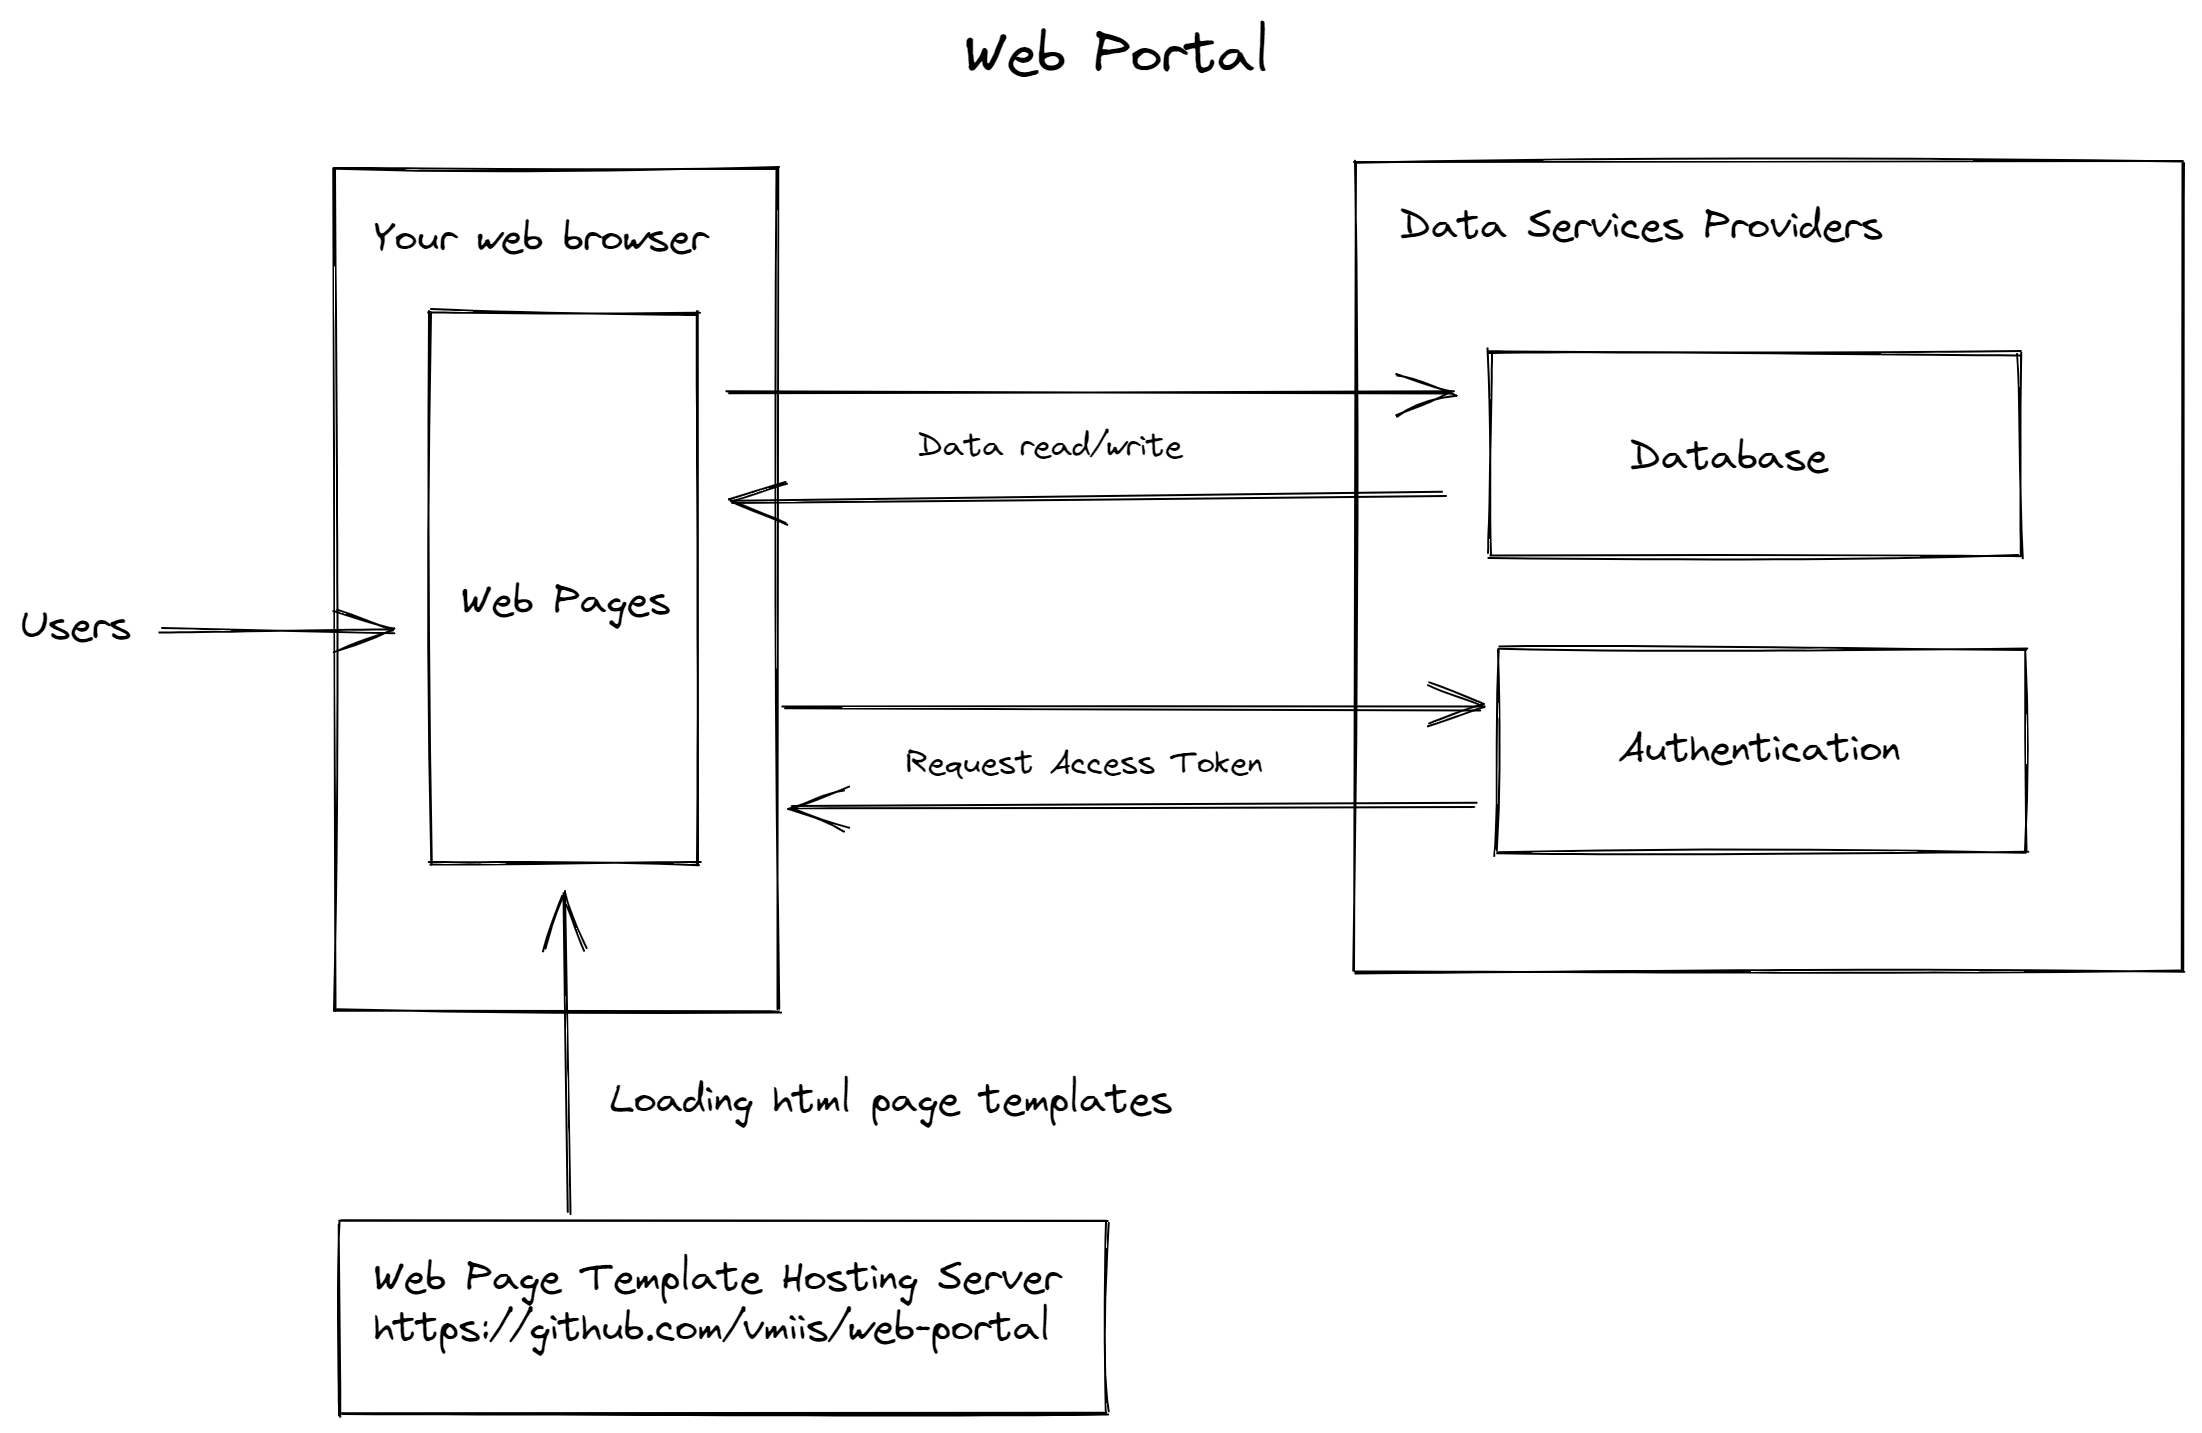 Web Portal
Your web browser
Data Services Providers
Data read/write
Database
Web Pages
Users
Request Access Token
Authentication
Loading html page templates
Web Page Template Hosting Server
https://github.com/vmiis/web-portal